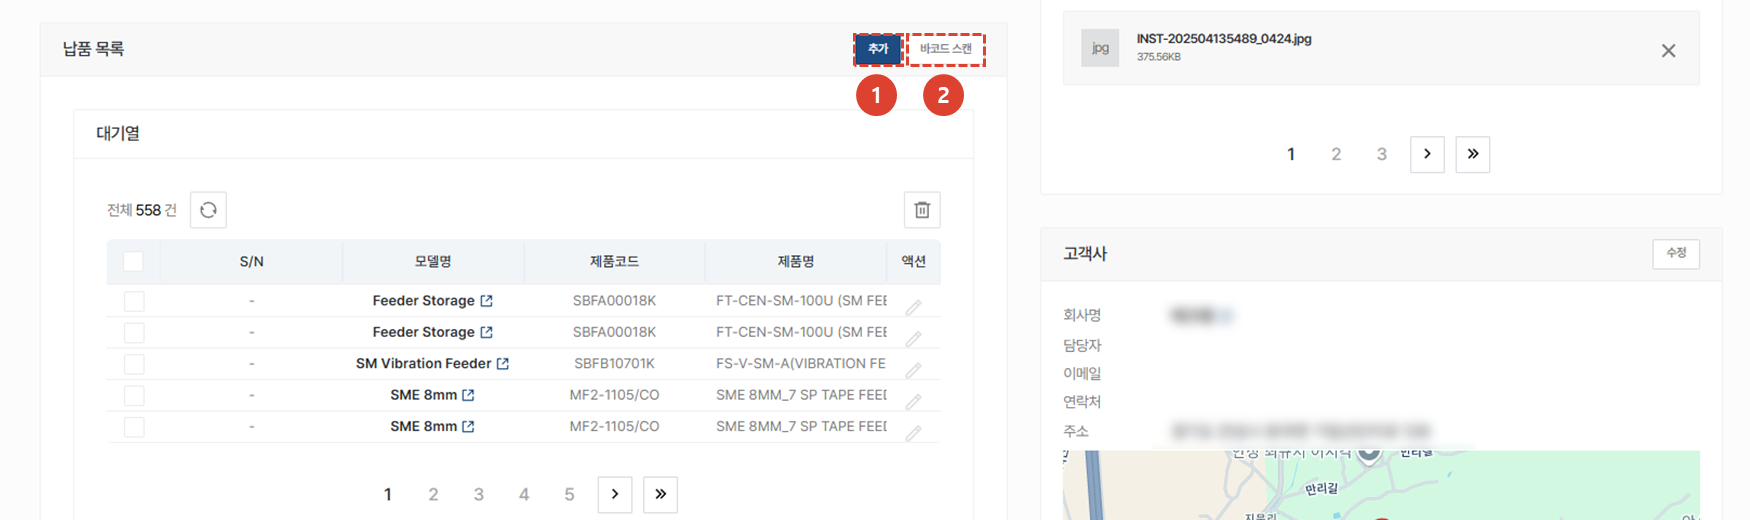 납품 목록
추가
바코드 스캔
1
2
대기열
전체 558 건
S/N 모델명 제품코드 제품명 액션
- Feeder Storage SBFA00018K FT-CEN-SM-100U (SM FEE
- Feeder Storage SBFA00018K FT-CEN-SM-100U (SM FEE
- SM Vibration Feeder SBFB10701K FS-V-SM-A(VIBRATION FE
- SME 8mm MF2-1105/CO SME 8MM_7 SP TAPE FEE
- SME 8mm MF2-1105/CO SME 8MM_7 SP TAPE FEE
1 2 3 4 5 › »
jpg
INST-202504135489_0424.jpg
375.56KB
1 2 3 › »
고객사
수정
회사명
담당자
이메일
연락처
주소
만리길
만리길
지문리